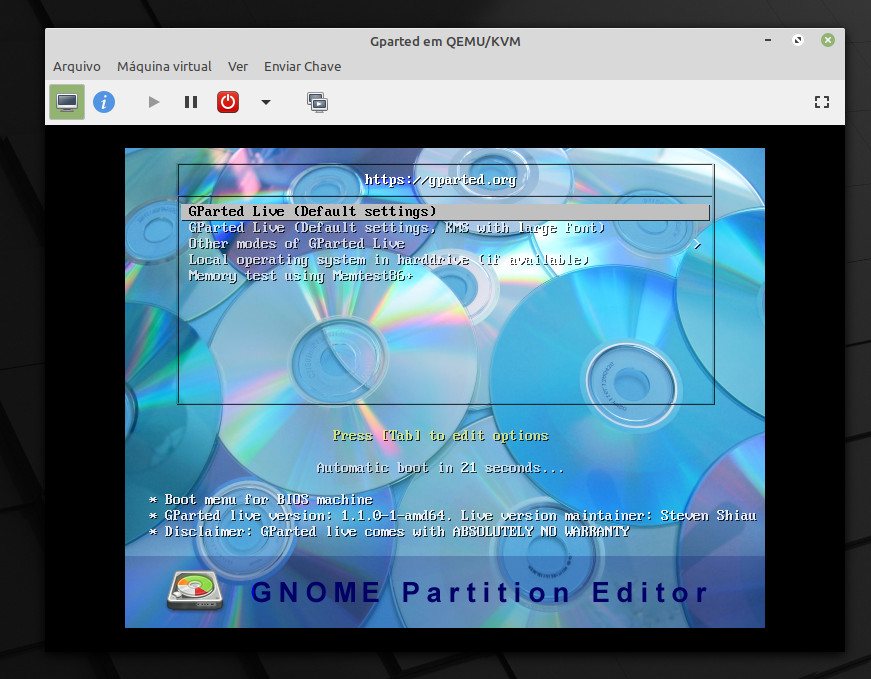 Gparted em QEMU/KVM
Arquivo Máquina virtual Ver Enviar Chave
https://gparted.org
GParted Live (Default settings)
GParted Live (Default settings, KMS with large font)
Other modes of GParted Live >
Local operating system in harddrive (if available)
Memory test using Memtest86+
Press [Tab] to edit options
Automatic boot in 21 seconds...
* Boot menu for BIOS machine
* GParted live version: 1.1.0-1-amd64. Live version maintainer: Steven Shiau
* Disclaimer: GParted live comes with ABSOLUTELY NO WARRANTY
GNOME Partition Editor